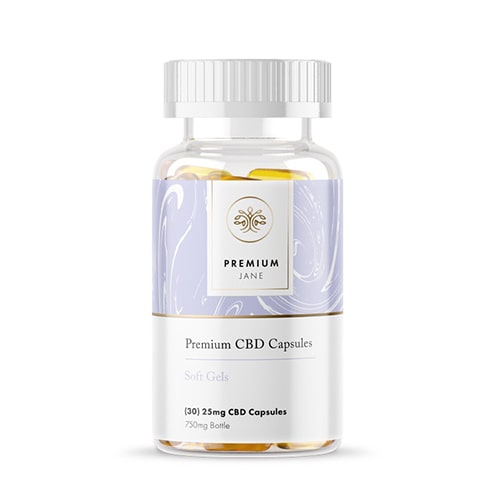 PREMIUM
JANE
Premium CBD Capsules
Soft Gels
(30) 25mg CBD Capsules
750mg Bottle